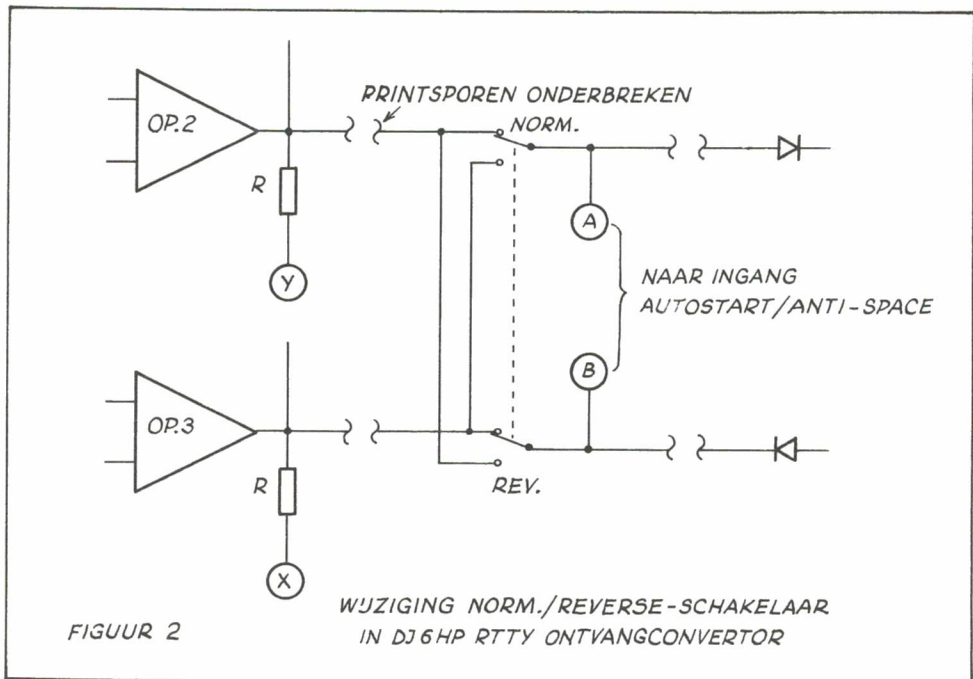 PRINTSPOREN ONDERBREKEN
OP.2
NORM.
R
A
Y
NAAR INGANG
AUTOSTART/ANTI-SPACE
B
OP.3
REV.
R
X
WIJZIGING NORM./REVERSE-SCHAKELAAR
IN DJ6HP RTTY ONTVANGCONVERTOR
FIGUUR 2